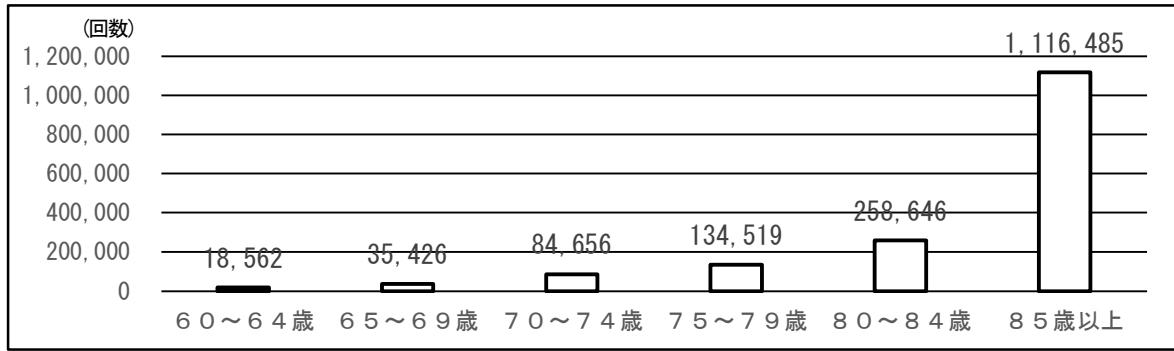 (回数)
1,200,000
1,000,000
800,000
600,000
400,000
200,000
0
18,562
35,426
84,656
134,519
258,646
1,116,485
６０～６４歳
６５～６９歳
７０～７４歳
７５～７９歳
８０～８４歳
８５歳以上